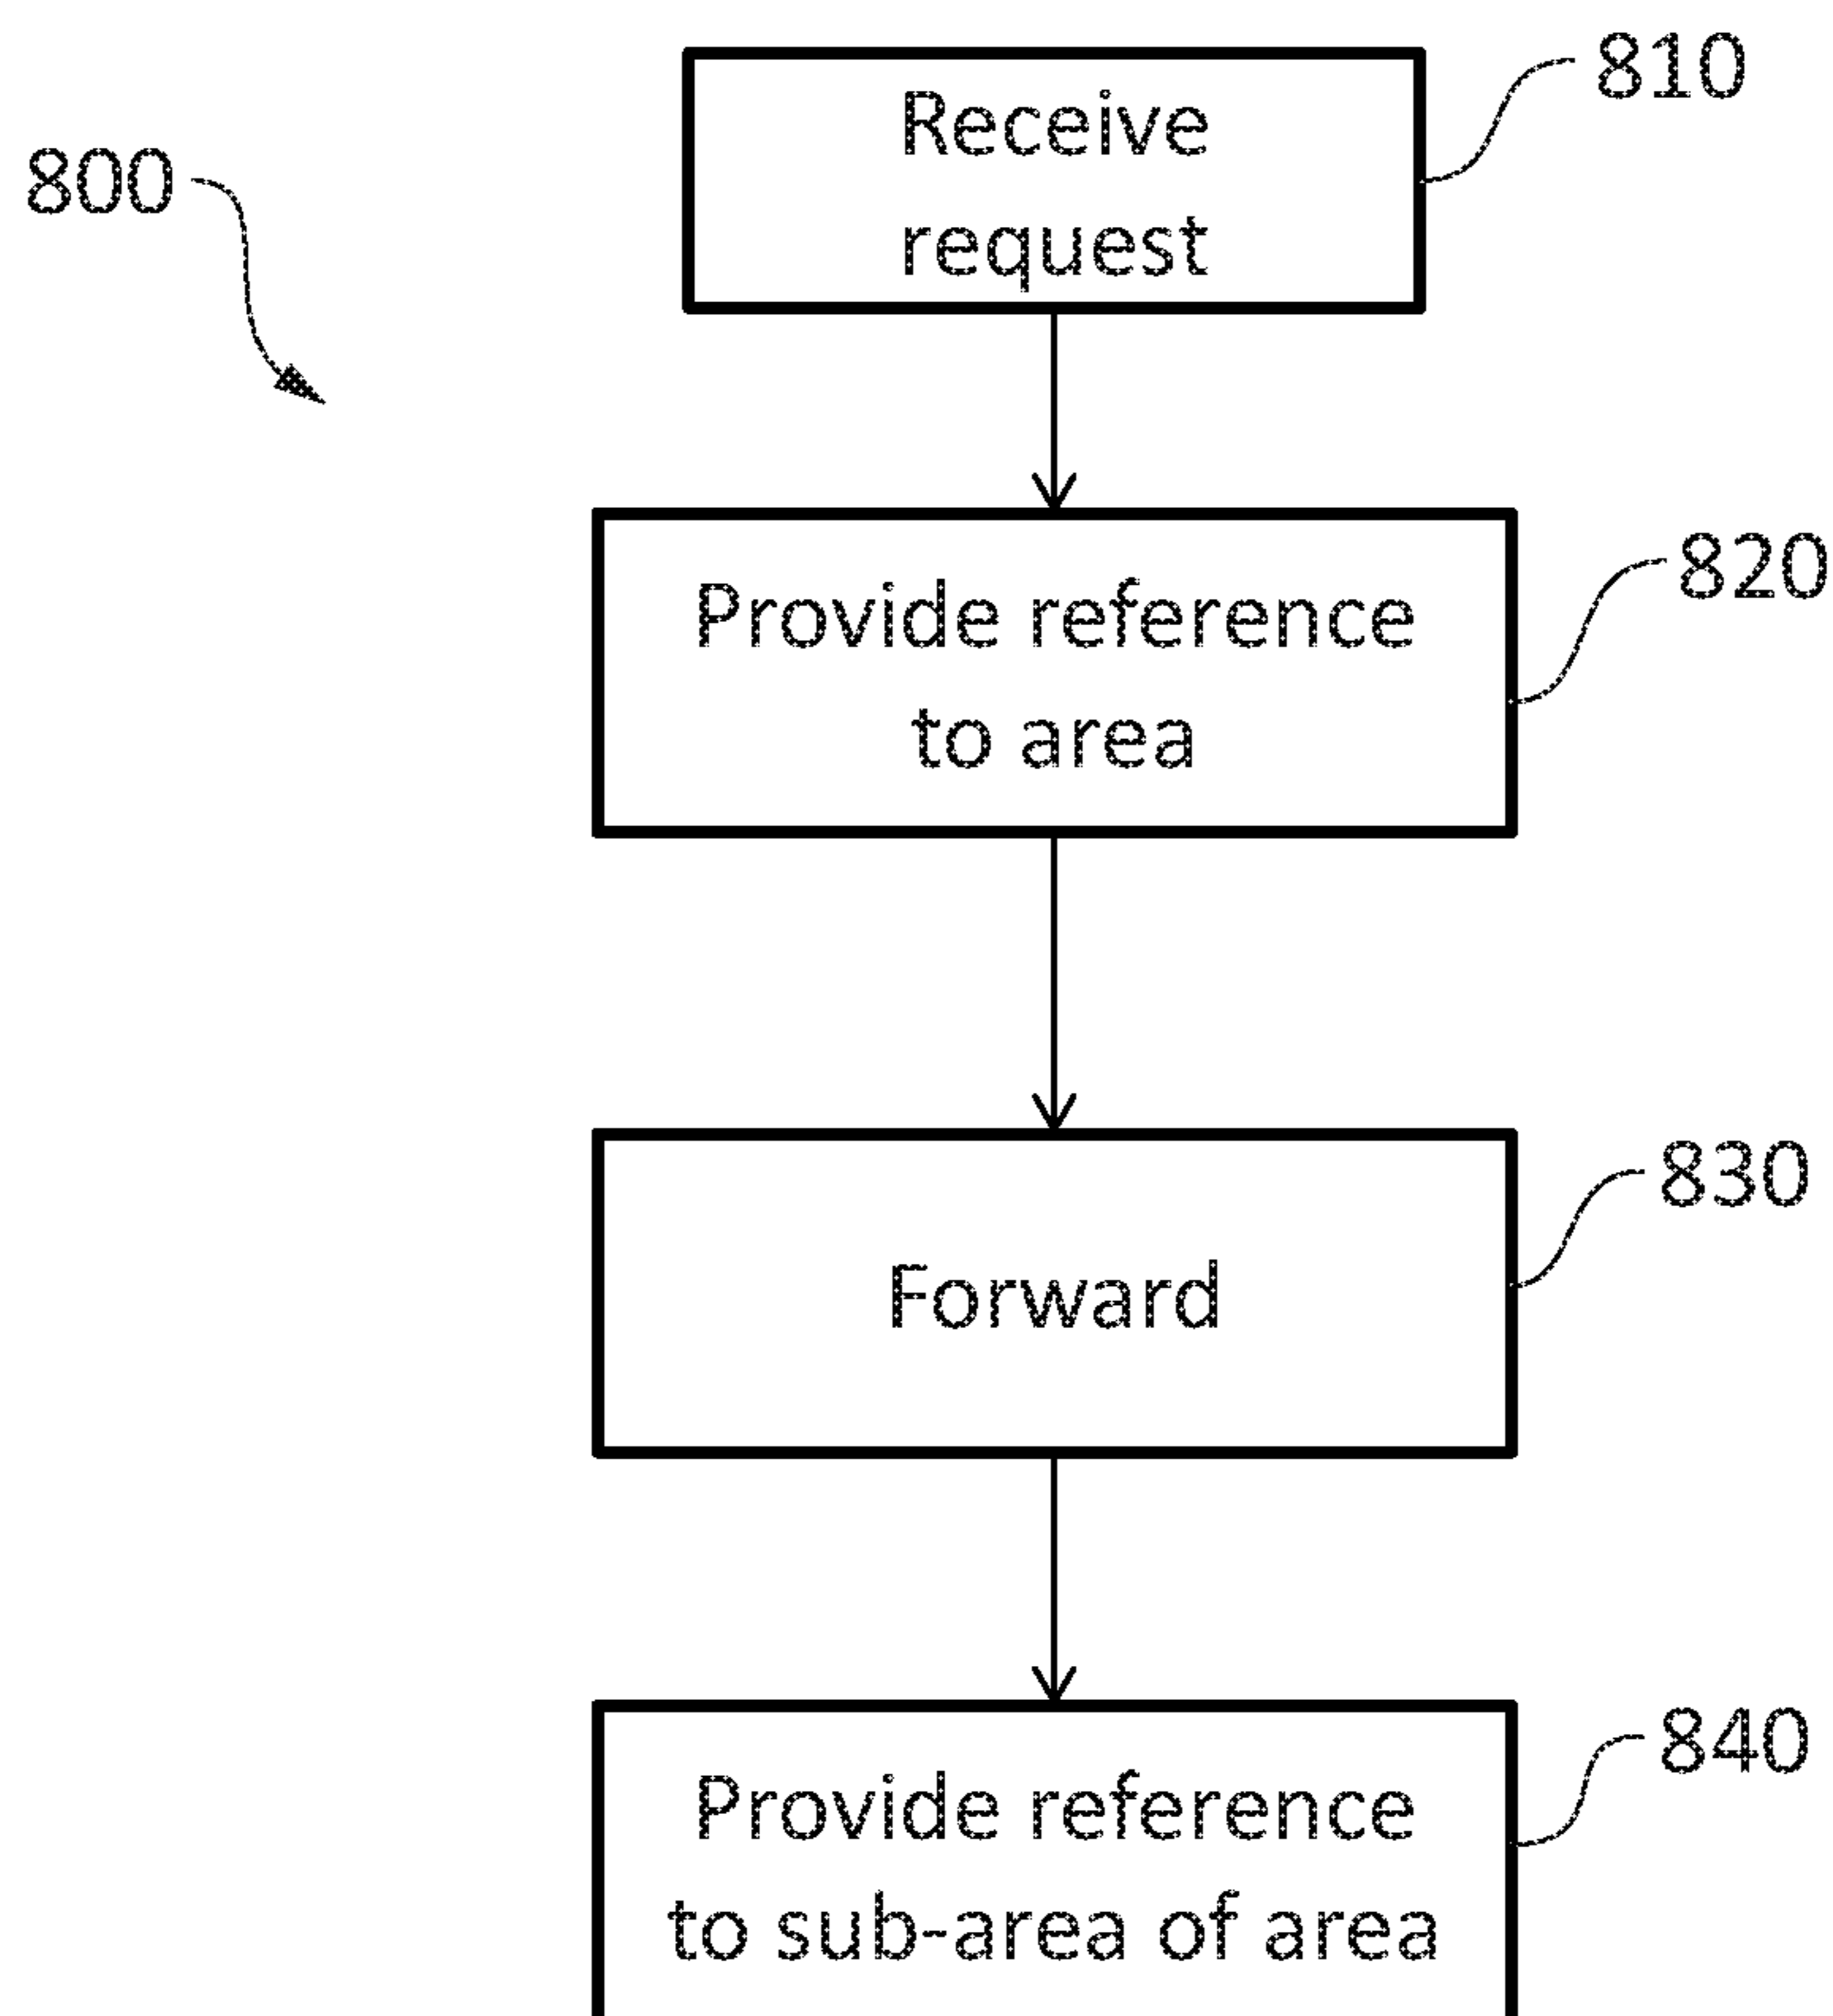 810
Receive
request
800
820
Provide reference
to area
830
Forward
840
Provide reference
to sub-area of area